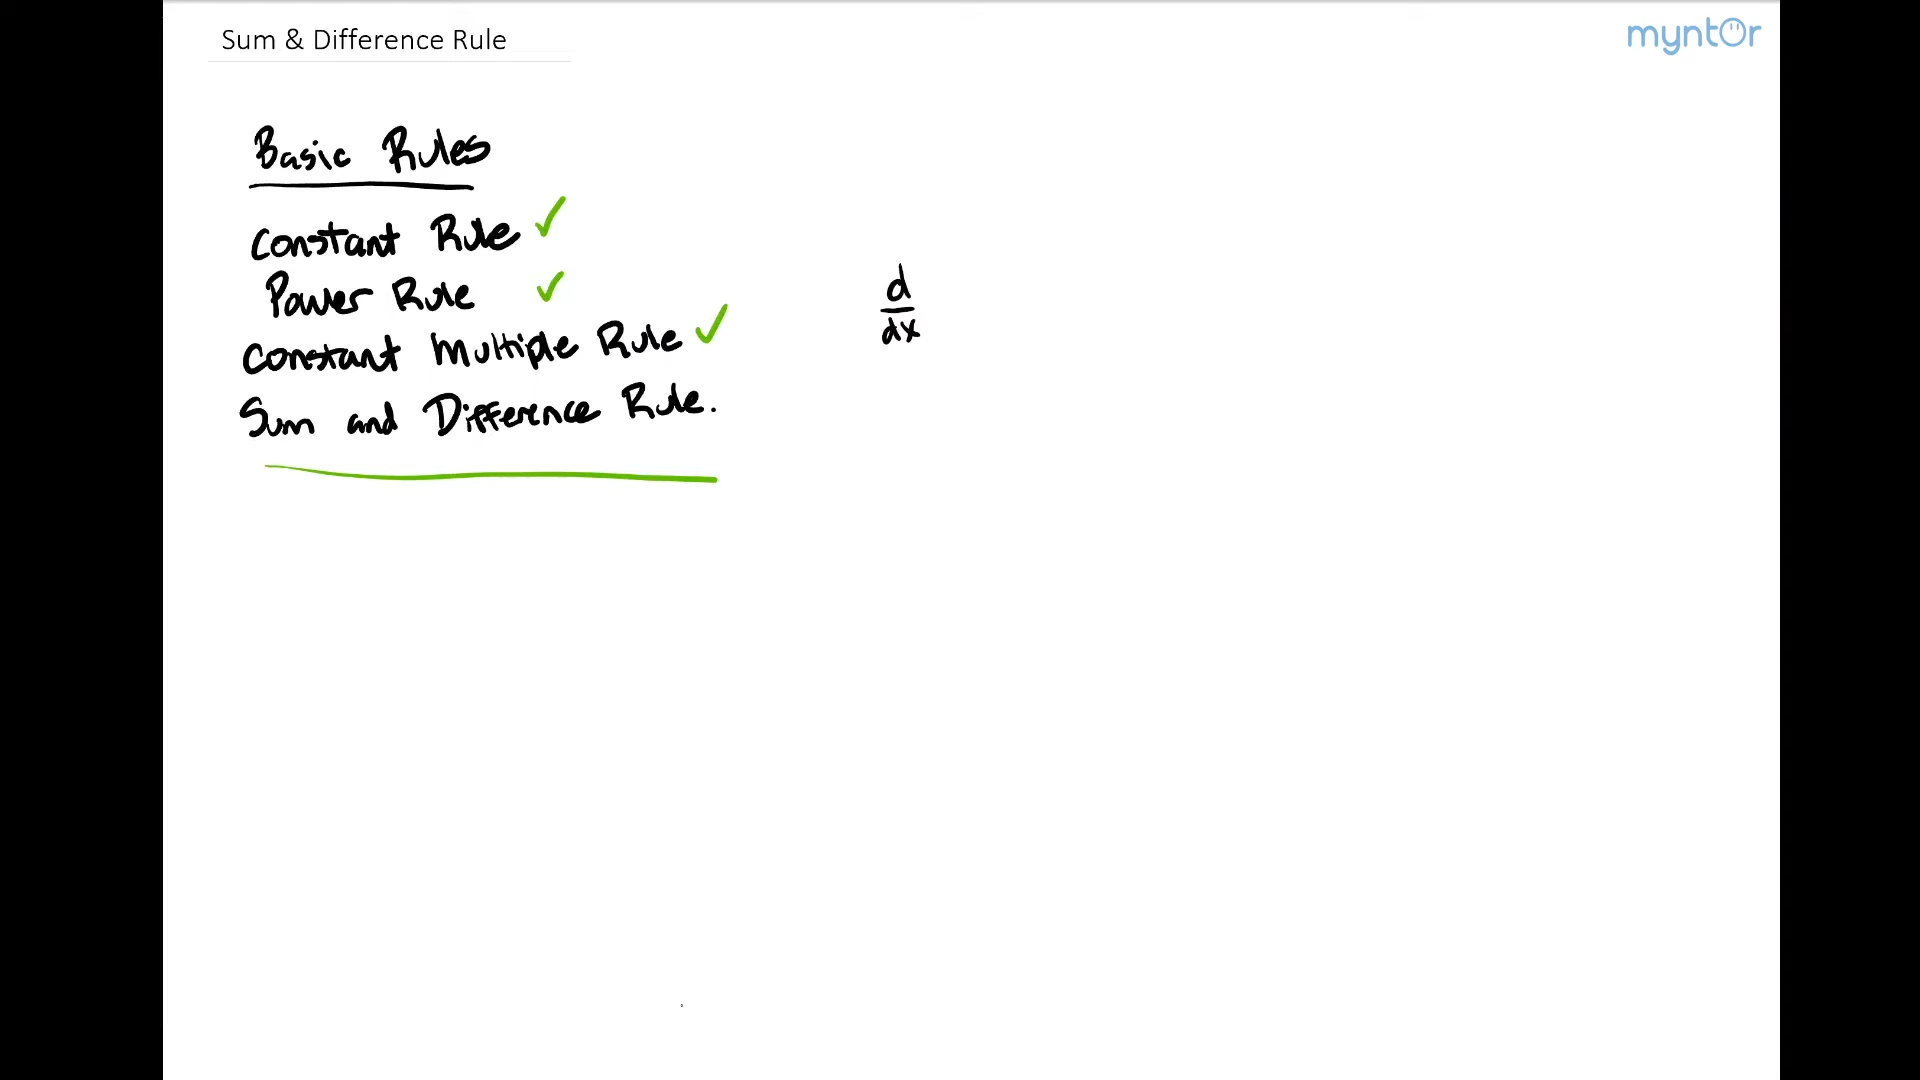 Sum & Difference Rule
myntor
Basic Rules
Constant Rule ✓
Power Rule ✓
Constant Multiple Rule ✓
Sum and Difference Rule.
d
dx